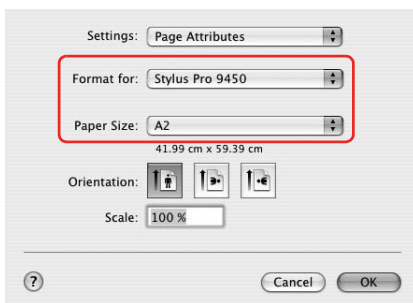 Settings: Page Attributes
Format for: Stylus Pro 9450
Paper Size: A2
41.99 cm x 59.39 cm
Orientation:
Scale: 100 %
? Cancel OK